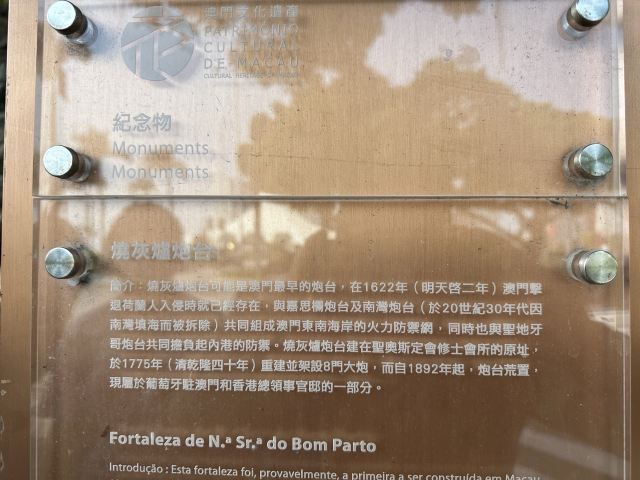 澳門文化遺產
PATRIMÓNIO
CULTURAL
DE MACAU
CULTURAL HERITAGE OF MACAO
紀念物
Monuments
Monuments
燒灰爐炮台
簡介：燒灰爐炮台可能是澳門最早的炮台，在1622年（明天啓二年）澳門擊
退荷蘭人入侵時就已經存在，與嘉思欄炮台及南灣炮台（於20世紀30年代因
南灣填海而被拆除）共同組成澳門東南海岸的火力防禦網，同時也與聖地牙
哥炮台共同擔負起內港的防禦。燒灰爐炮台建在聖奧斯定會修士會所的原址，
於1775年（清乾隆四十年）重建並架設8門大炮，而自1892年起，炮台荒置，
現屬於葡萄牙駐澳門和香港總領事官邸的一部分。
Fortaleza de N.ª Sr.ª do Bom Parto
Introdução : Esta fortaleza foi, provavelmente, a primeira a ser construída em Macau